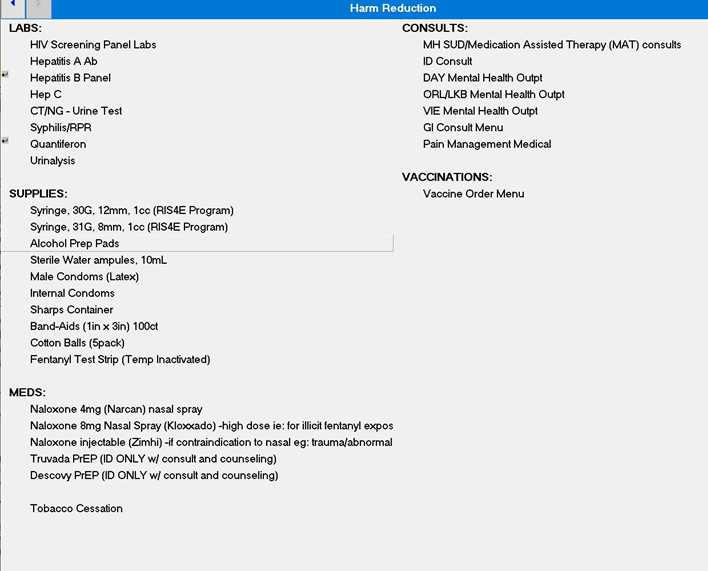 Harm Reduction
LABS:
HIV Screening Panel Labs
Hepatitis A Ab
Hepatitis B Panel
Hep C
CT/NG - Urine Test
Syphilis/RPR
Quantiferon
Urinalysis
SUPPLIES:
Syringe, 30G, 12mm, 1cc (RIS4E Program)
Syringe, 31G, 8mm, 1cc (RIS4E Program)
Alcohol Prep Pads
Sterile Water ampules, 10mL
Male Condoms (Latex)
Internal Condoms
Sharps Container
Band-Aids (1in x 3in) 100ct
Cotton Balls (5pack)
Fentanyl Test Strip (Temp Inactivated)
MEDS:
Naloxone 4mg (Narcan) nasal spray
Naloxone 8mg Nasal Spray (Kloxxado) -high dose ie: for illicit fentanyl expos
Naloxone injectable (Zimhi) -if contraindication to nasal eg: trauma/abnormal
Truvada PrEP (ID ONLY w/ consult and counseling)
Descovy PrEP (ID ONLY w/ consult and counseling)
Tobacco Cessation
CONSULTS:
MH SUD/Medication Assisted Therapy (MAT) consults
ID Consult
DAY Mental Health Outpt
ORL/LKB Mental Health Outpt
VIE Mental Health Outpt
GI Consult Menu
Pain Management Medical
VACCINATIONS:
Vaccine Order Menu